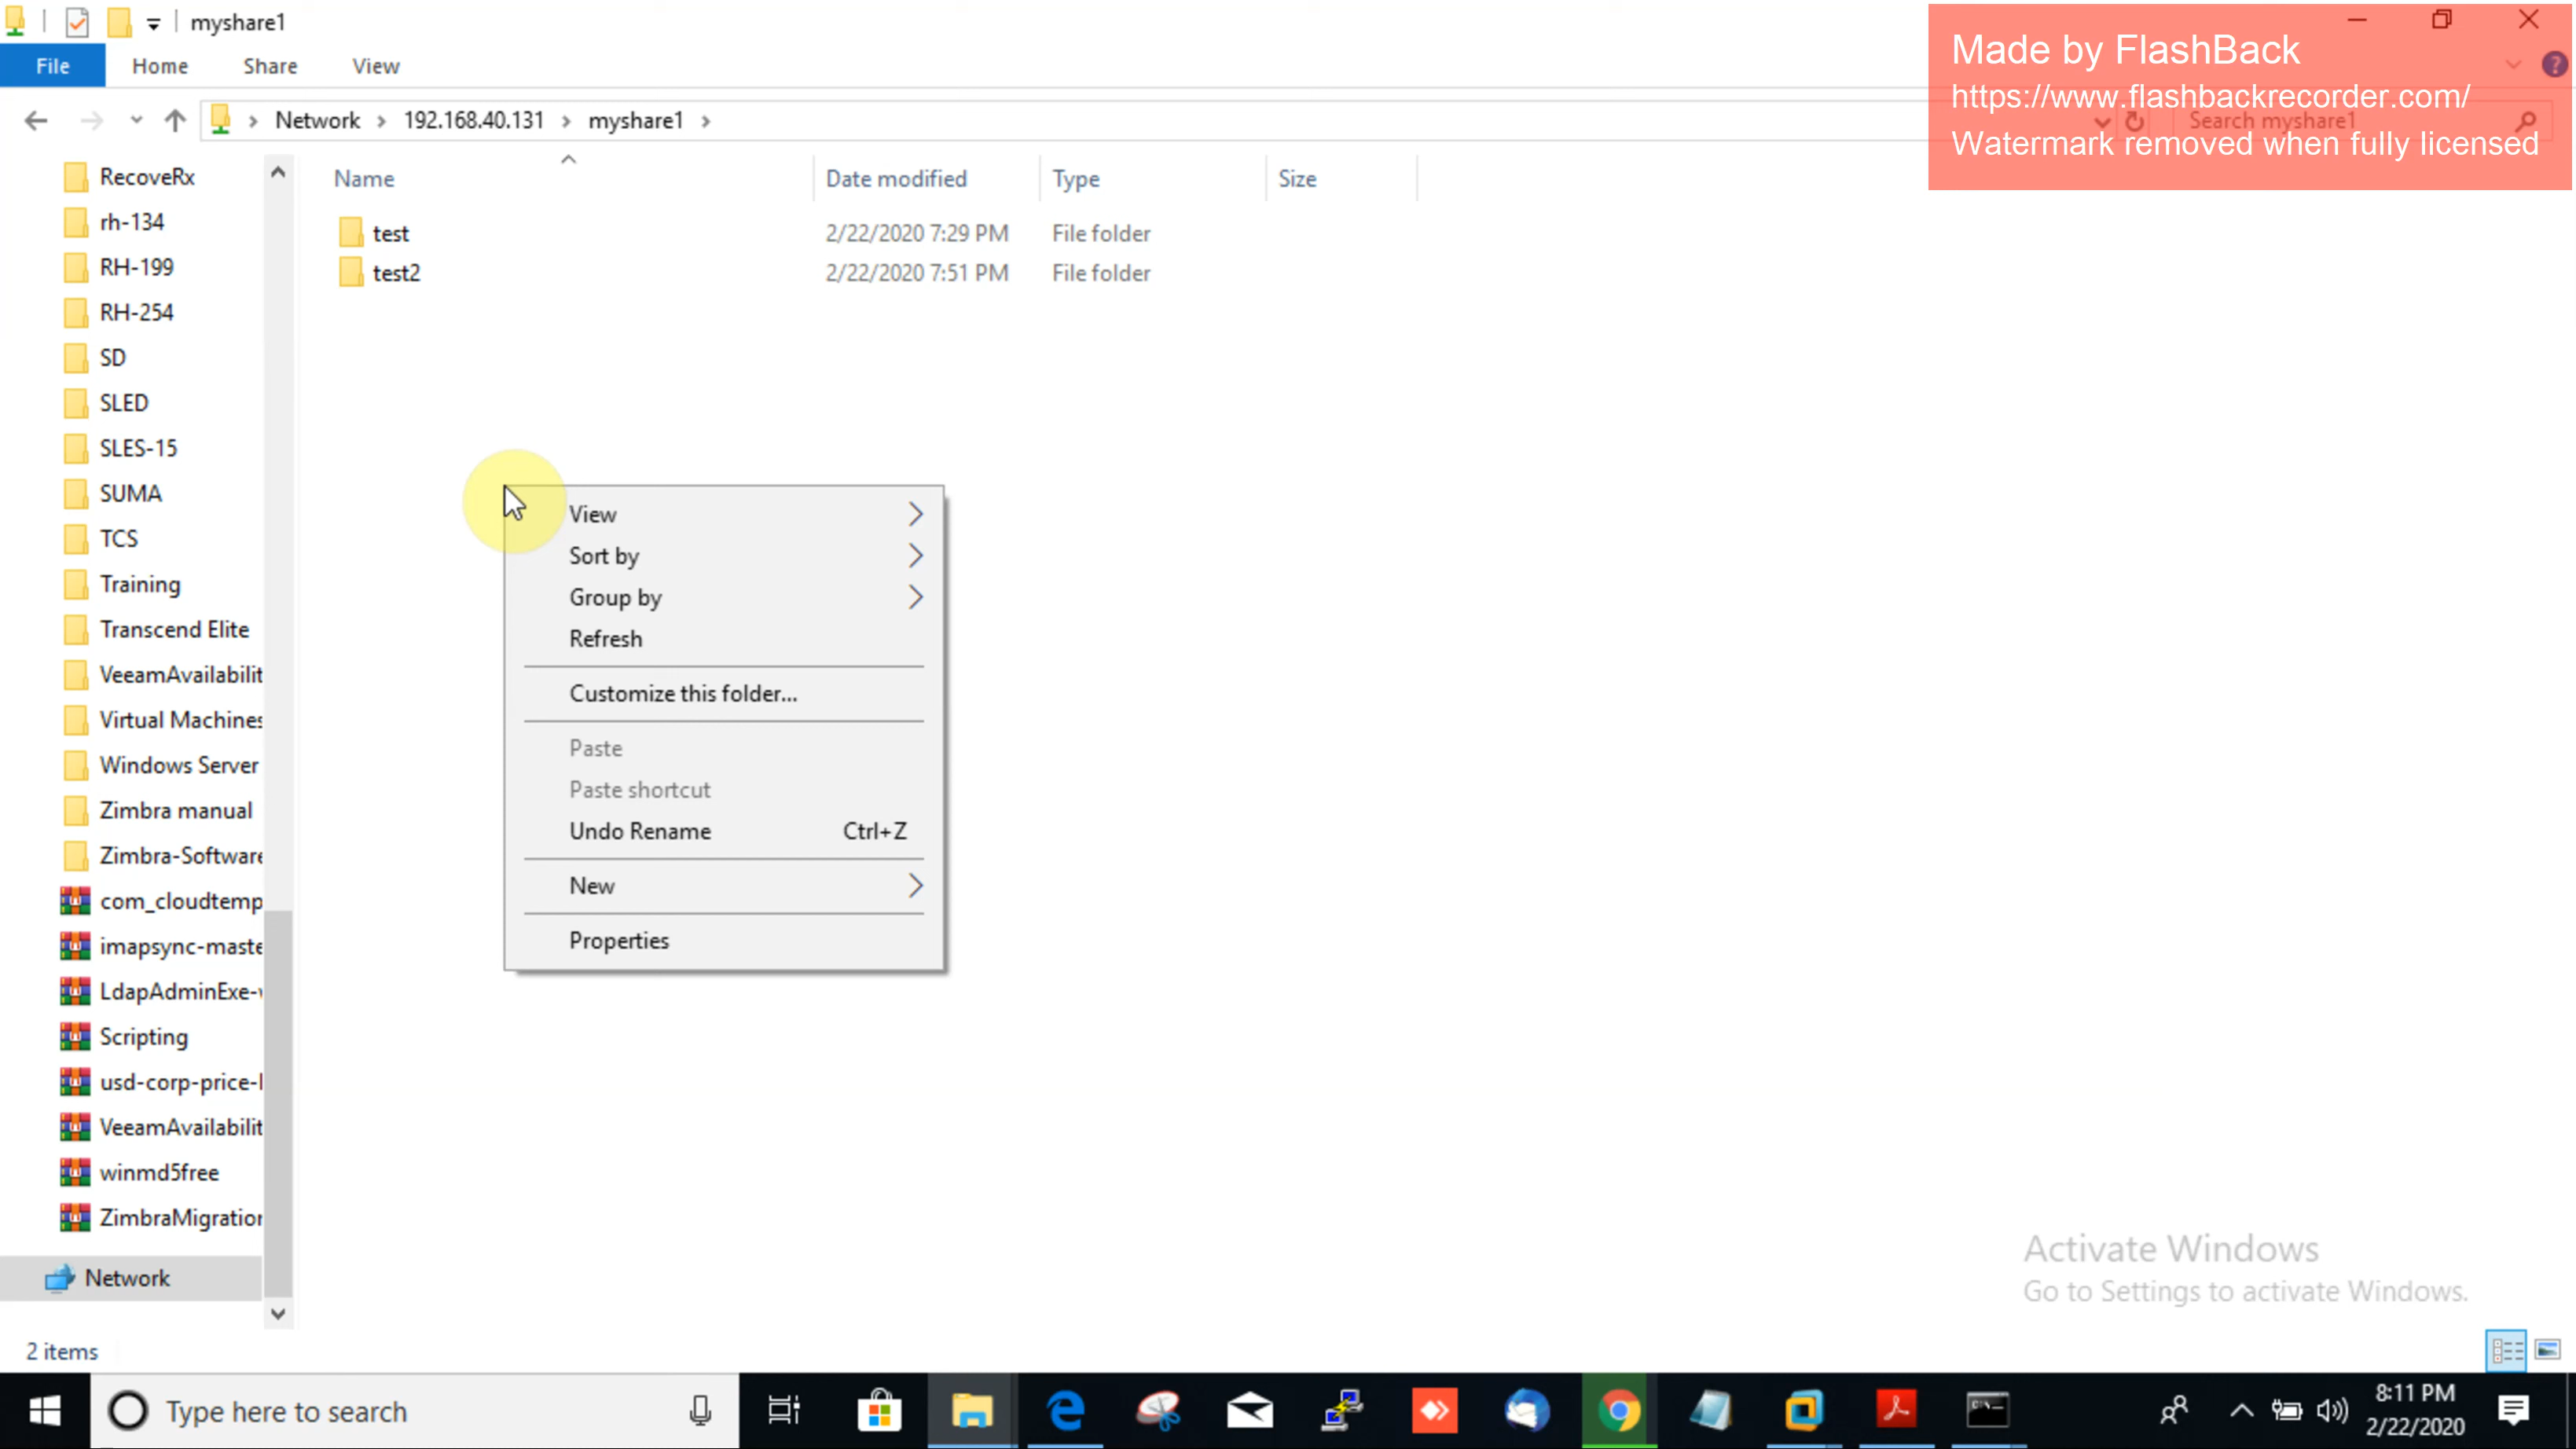 myshare1
Made by FlashBack
File Home Share View
https://www.flashbackrecorder.com/
Network 192.168.40.131 myshare1
Search myshare1
Watermark removed when fully licensed
Name Date modified Type Size
test 2/22/2020 7:29 PM File folder
test2 2/22/2020 7:51 PM File folder
RecoveRx
rh-134
RH-199
RH-254
SD
SLED
SLES-15
SUMA
TCS
Training
Transcend Elite
VeeamAvailabilit
Virtual Machines
Windows Server
Zimbra manual
Zimbra-Software
com_cloudtemp
imapsync-maste
LdapAdminExe-
Scripting
usd-corp-price-
VeeamAvailabilit
winmd5free
ZimbraMigration
Network
View
Sort by
Group by
Refresh
Customize this folder...
Paste
Paste shortcut
Undo Rename Ctrl+Z
New
Properties
Activate Windows
Go to Settings to activate Windows.
2 items
Type here to search
8:11 PM
2/22/2020